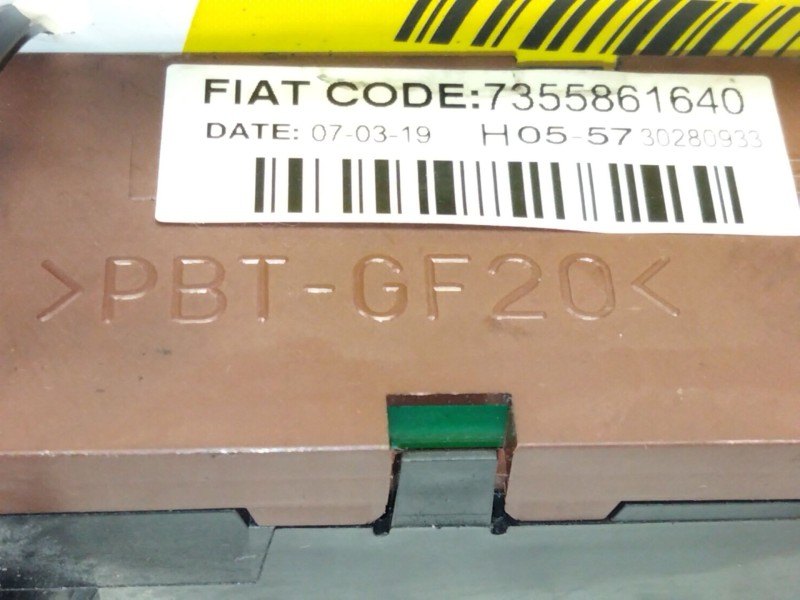 FIAT CODE:7355861640
DATE: 07-03-19 H05-57 30280933
>PBT-GF20<